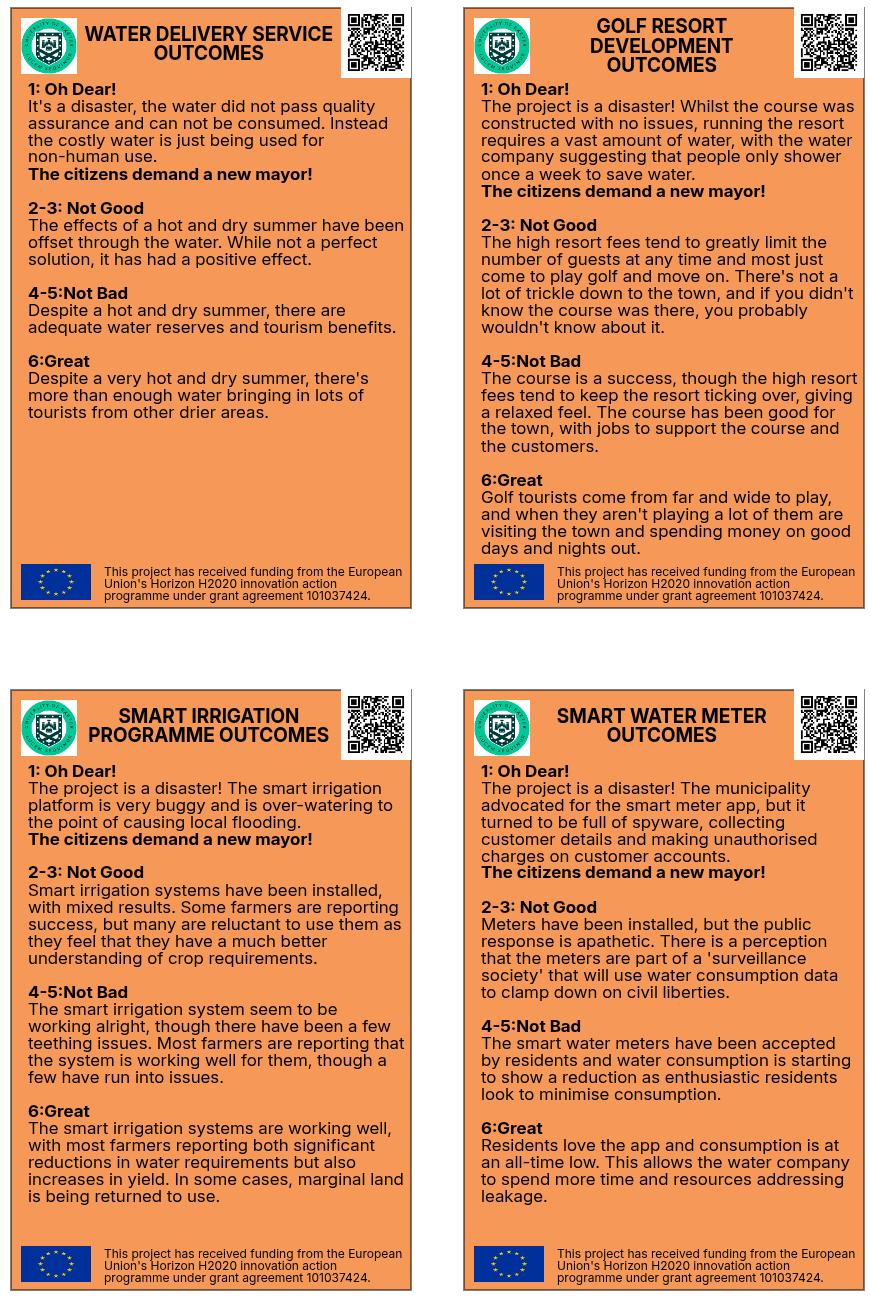 WATER DELIVERY SERVICE
OUTCOMES
1: Oh Dear!
It's a disaster, the water did not pass quality
assurance and can not be consumed. Instead
the costly water is just being used for
non-human use.
The citizens demand a new mayor!
2-3: Not Good
The effects of a hot and dry summer have been
offset through the water. While not a perfect
solution, it has had a positive effect.
4-5:Not Bad
Despite a hot and dry summer, there are
adequate water reserves and tourism benefits.
6:Great
Despite a very hot and dry summer, there's
more than enough water bringing in lots of
tourists from other drier areas.
This project has received funding from the European
Union's Horizon H2020 innovation action
programme under grant agreement 101037424.
GOLF RESORT
DEVELOPMENT
OUTCOMES
1: Oh Dear!
The project is a disaster! Whilst the course was
constructed with no issues, running the resort
requires a vast amount of water, with the water
company suggesting that people only shower
once a week to save water.
The citizens demand a new mayor!
2-3: Not Good
The high resort fees tend to greatly limit the
number of guests at any time and most just
come to play golf and move on. There's not a
lot of trickle down to the town, and if you didn't
know the course was there, you probably
wouldn't know about it.
4-5:Not Bad
The course is a success, though the high resort
fees tend to keep the resort ticking over, giving
a relaxed feel. The course has been good for
the town, with jobs to support the course and
the customers.
6:Great
Golf tourists come from far and wide to play,
and when they aren't playing a lot of them are
visiting the town and spending money on good
days and nights out.
This project has received funding from the European
Union's Horizon H2020 innovation action
programme under grant agreement 101037424.
SMART IRRIGATION
PROGRAMME OUTCOMES
1: Oh Dear!
The project is a disaster! The smart irrigation
platform is very buggy and is over-watering to
the point of causing local flooding.
The citizens demand a new mayor!
2-3: Not Good
Smart irrigation systems have been installed,
with mixed results. Some farmers are reporting
success, but many are reluctant to use them as
they feel that they have a much better
understanding of crop requirements.
4-5:Not Bad
The smart irrigation system seem to be
working alright, though there have been a few
teething issues. Most farmers are reporting that
the system is working well for them, though a
few have run into issues.
6:Great
The smart irrigation systems are working well,
with most farmers reporting both significant
reductions in water requirements but also
increases in yield. In some cases, marginal land
is being returned to use.
This project has received funding from the European
Union's Horizon H2020 innovation action
programme under grant agreement 101037424.
SMART WATER METER
OUTCOMES
1: Oh Dear!
The project is a disaster! The municipality
advocated for the smart meter app, but it
turned to be full of spyware, collecting
customer details and making unauthorised
charges on customer accounts.
The citizens demand a new mayor!
2-3: Not Good
Meters have been installed, but the public
response is apathetic. There is a perception
that the meters are part of a 'surveillance
society' that will use water consumption data
to clamp down on civil liberties.
4-5:Not Bad
The smart water meters have been accepted
by residents and water consumption is starting
to show a reduction as enthusiastic residents
look to minimise consumption.
6:Great
Residents love the app and consumption is at
an all-time low. This allows the water company
to spend more time and resources addressing
leakage.
This project has received funding from the European
Union's Horizon H2020 innovation action
programme under grant agreement 101037424.